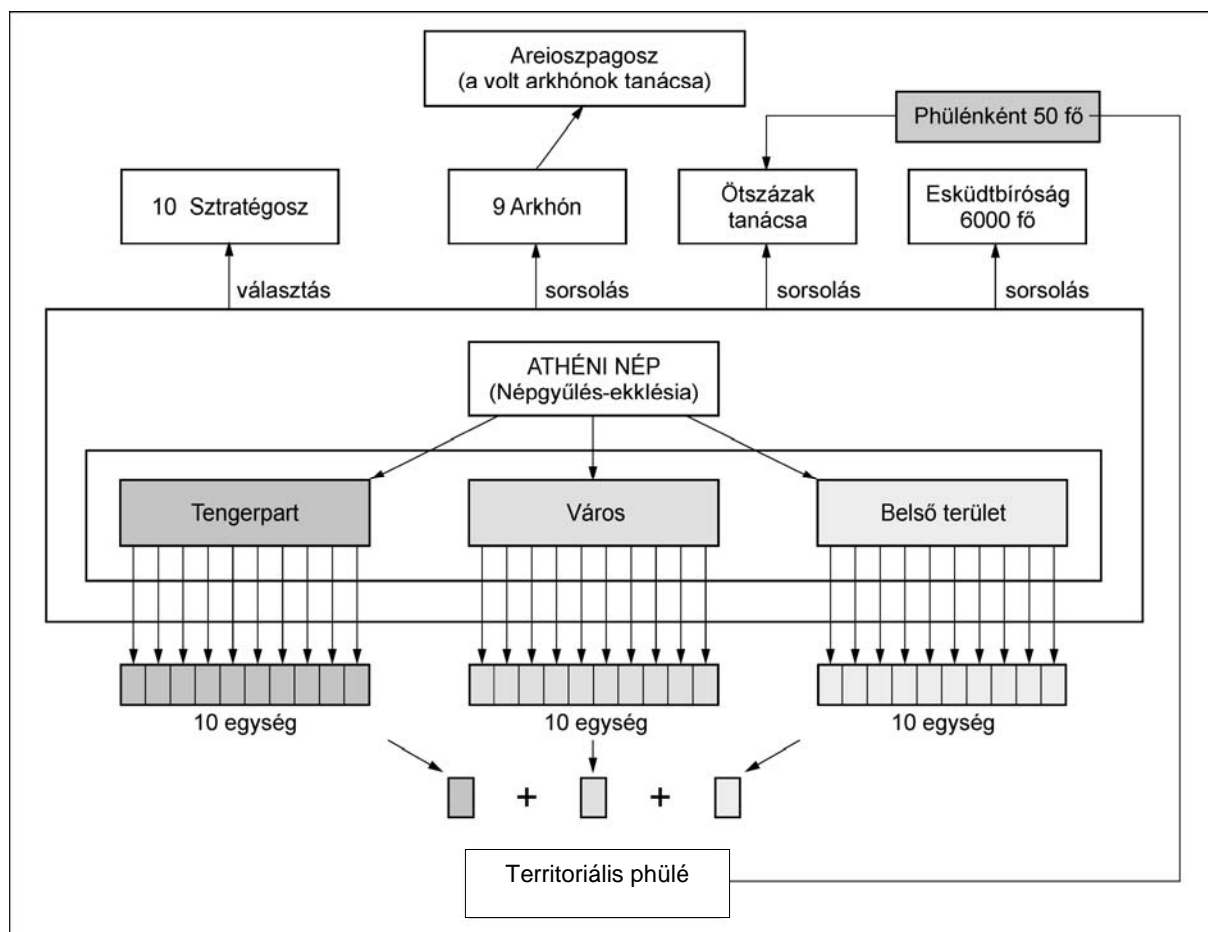 Areioszpagosz
(a volt arkhónok tanácsa)
Phülénként 50 fő
10 Sztratégosz
9 Arkhón
Ötszázak
tanácsa
Esküdtbíróság
6000 fő
választás
sorsolás
sorsolás
sorsolás
ATHÉNI NÉP
(Népgyűlés-ekklésia)
Tengerpart
Város
Belső terület
10 egység
10 egység
10 egység
+
+
Territoriális phülé